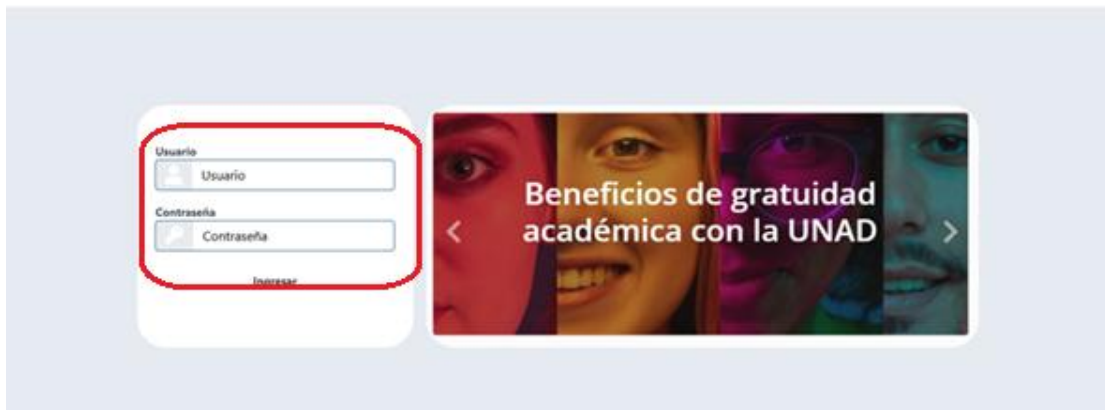 Usuario
Usuario
Contraseña
Contraseña
Ingresar
Beneficios de gratuidad
académica con la UNAD